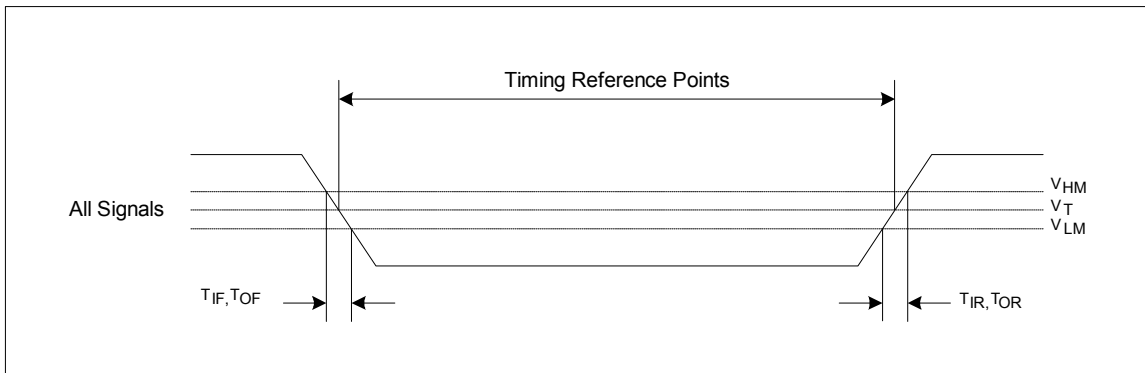 Timing Reference Points
All Signals
VHM
VT
VLM
TIF,TOF
TIR,TOR